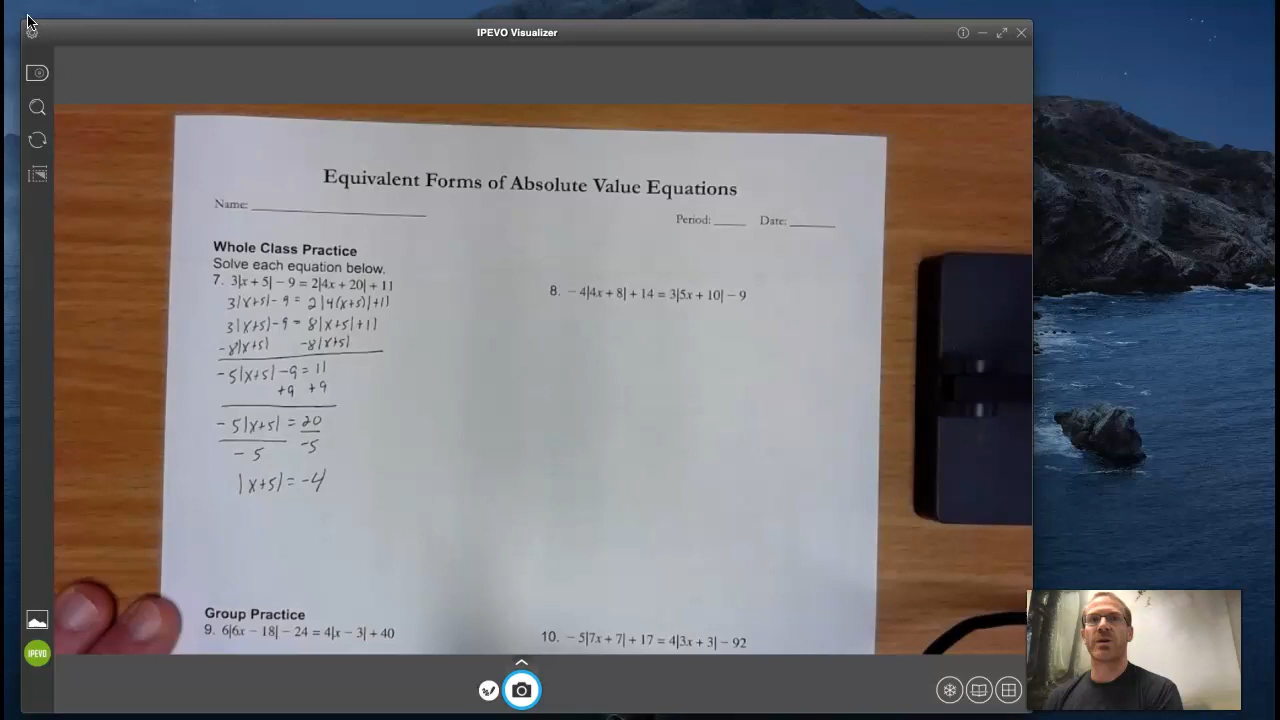 IPEVO Visualizer
Equivalent Forms of Absolute Value Equations
Name: ____________ Period: _____ Date: _______
Whole Class Practice
Solve each equation below.
7. 3|x + 5| − 9 = 2|4x + 20| + 11
3|x+5| - 9 = 2|4(x+5)|+11
3|x+5| - 9 = 8|x+5|+11
-8|x+5| -8|x+5|
-5|x+5| - 9 = 11
+9 +9
-5|x+5| = 20
-5 -5
|x+5| = -4
8. − 4|4x + 8| + 14 = 3|5x + 10| − 9
Group Practice
9. 6|6x − 18| − 24 = 4|x − 3| + 40
10. − 5|7x + 7| + 17 = 4|3x + 3| − 92
IPEVO